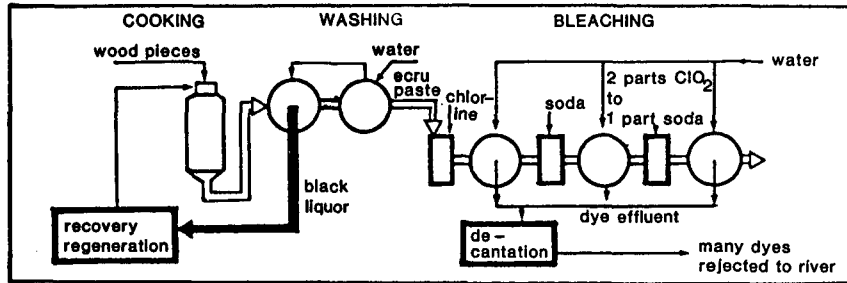 COOKING
WASHING
BLEACHING
wood pieces
water
ecru
paste
chlor-
ine
soda
2 parts ClO₂
to
1 part soda
water
black
liquor
recovery
regeneration
dye effluent
de-
cantation
many dyes
rejected to river